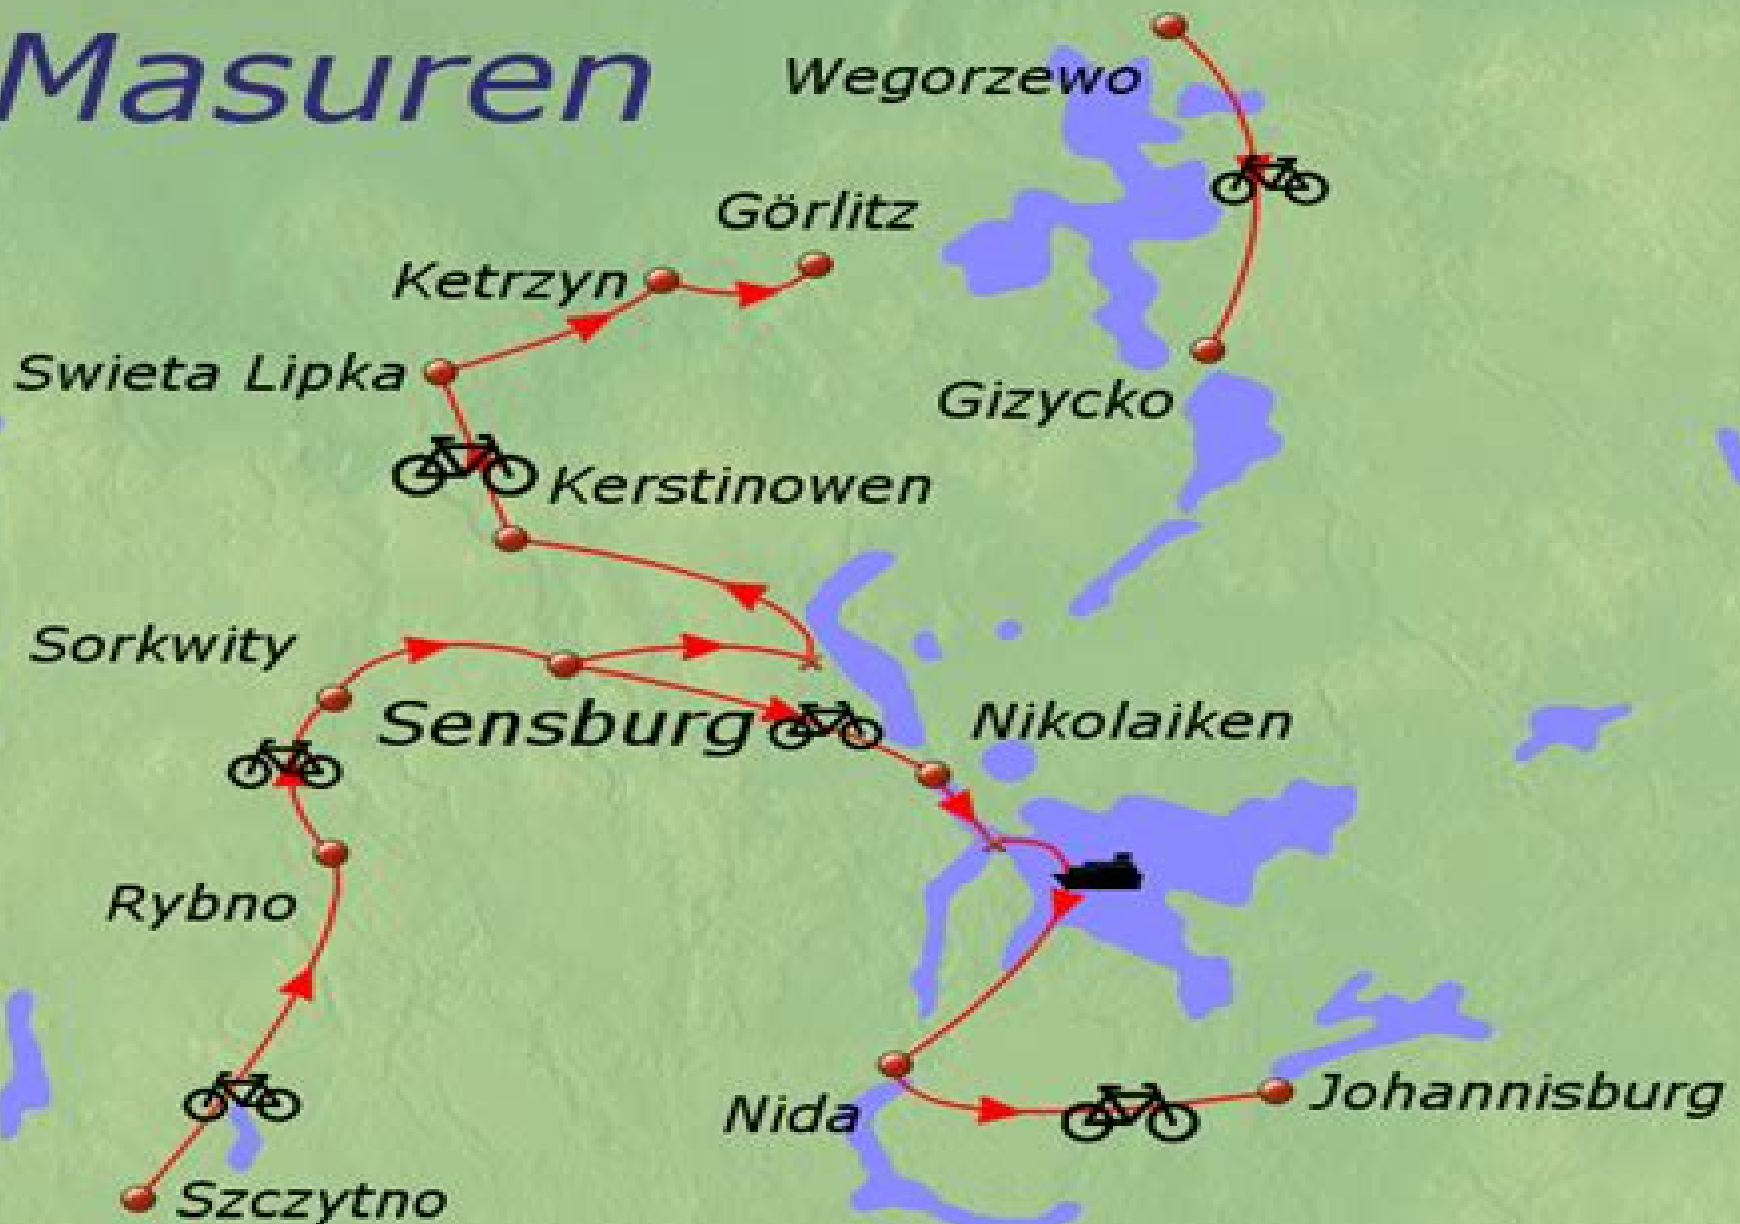 Masuren
Wegorzewo
Görlitz
Ketrzyn
Swieta Lipka
Gizycko
Kerstinowen
Sorkwity
Sensburg
Nikolaiken
Rybno
Nida
Johannisburg
Szczytno